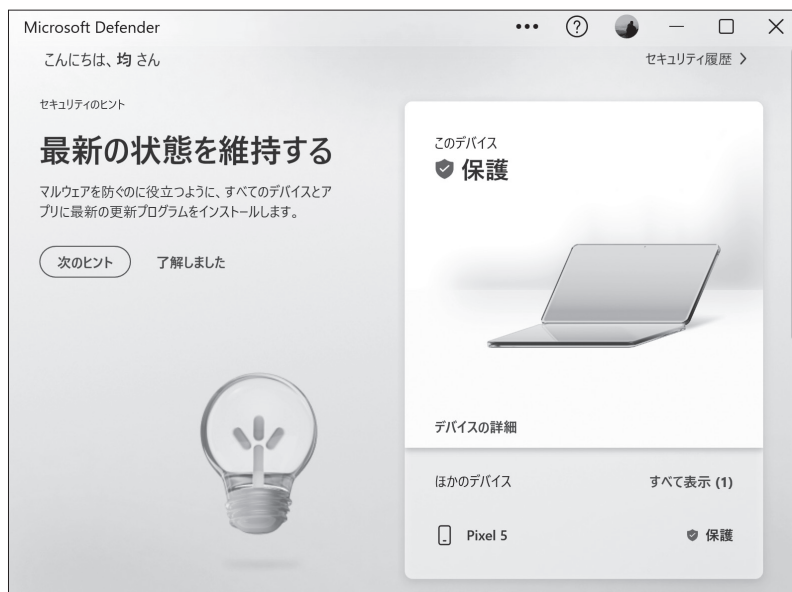 Microsoft Defender
こんにちは、均 さん
セキュリティ履歴
セキュリティのヒント
最新の状態を維持する
マルウェアを防ぐのに役立つように、すべてのデバイスとア
プリに最新の更新プログラムをインストールします。
次のヒント 了解しました
このデバイス
保護
デバイスの詳細
ほかのデバイス すべて表示 (1)
Pixel 5 保護